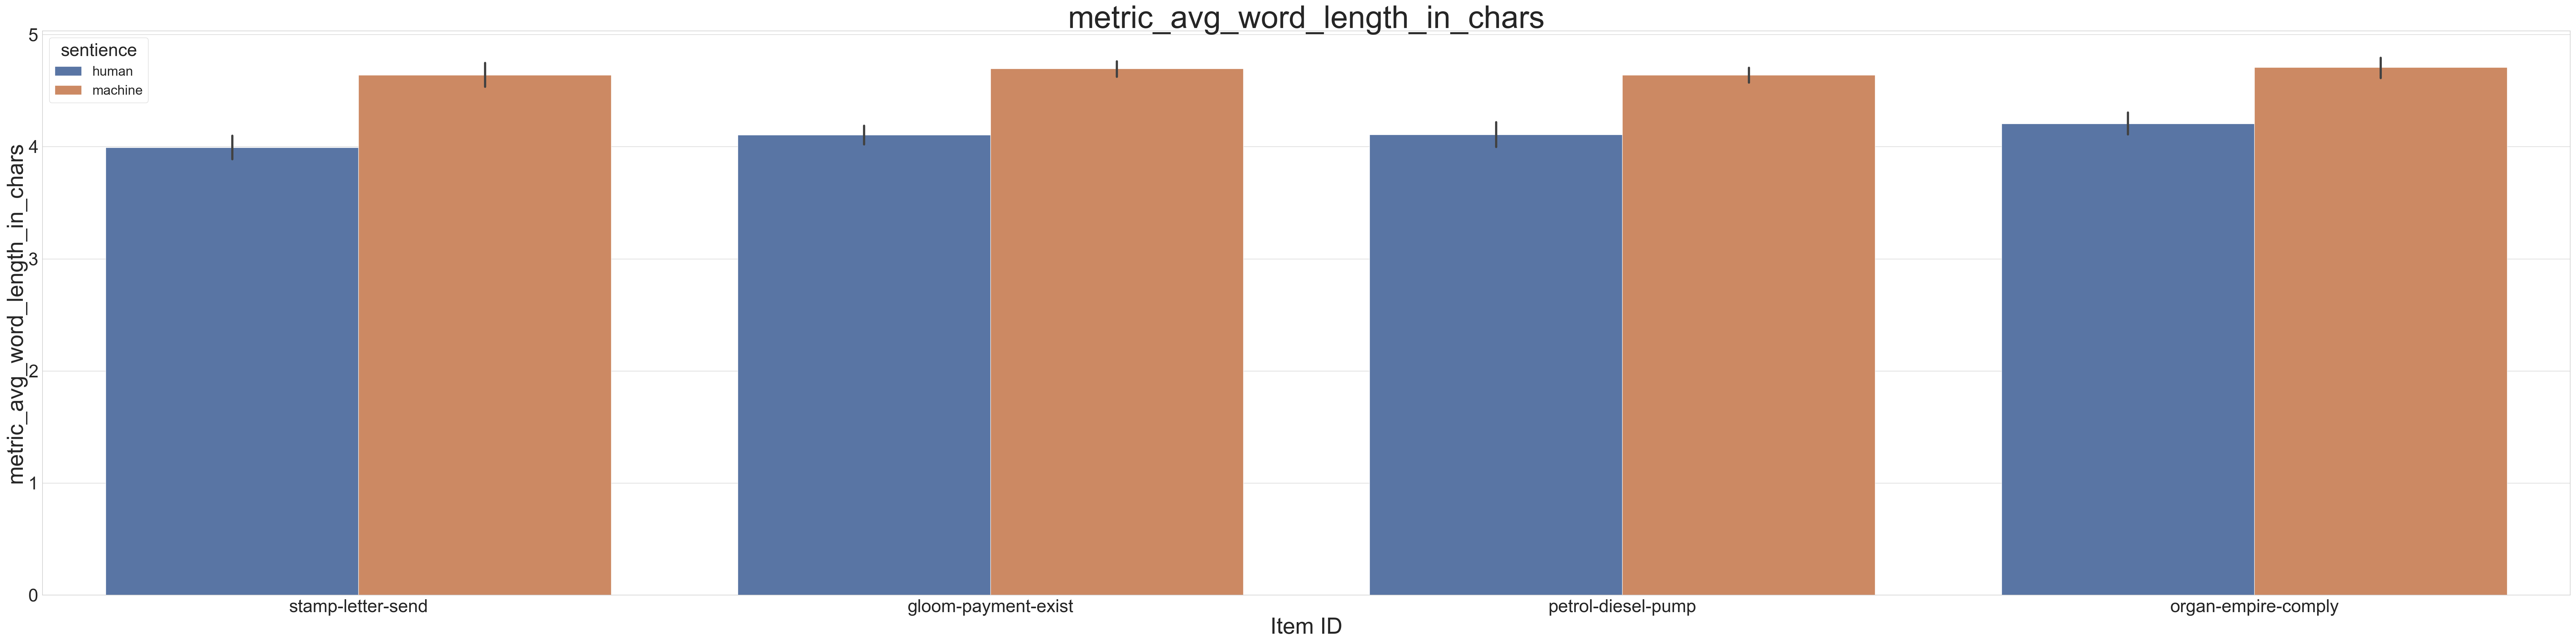 metric_avg_word_length_in_chars
sentience
human
machine
metric_avg_word_length_in_chars
5
4
3
2
1
0
stamp-letter-send
gloom-payment-exist
petrol-diesel-pump
organ-empire-comply
Item ID